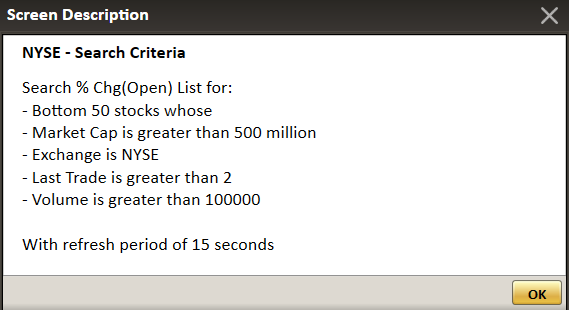 Screen Description
NYSE - Search Criteria
Search % Chg(Open) List for:
- Bottom 50 stocks whose
- Market Cap is greater than 500 million
- Exchange is NYSE
- Last Trade is greater than 2
- Volume is greater than 100000
With refresh period of 15 seconds
OK